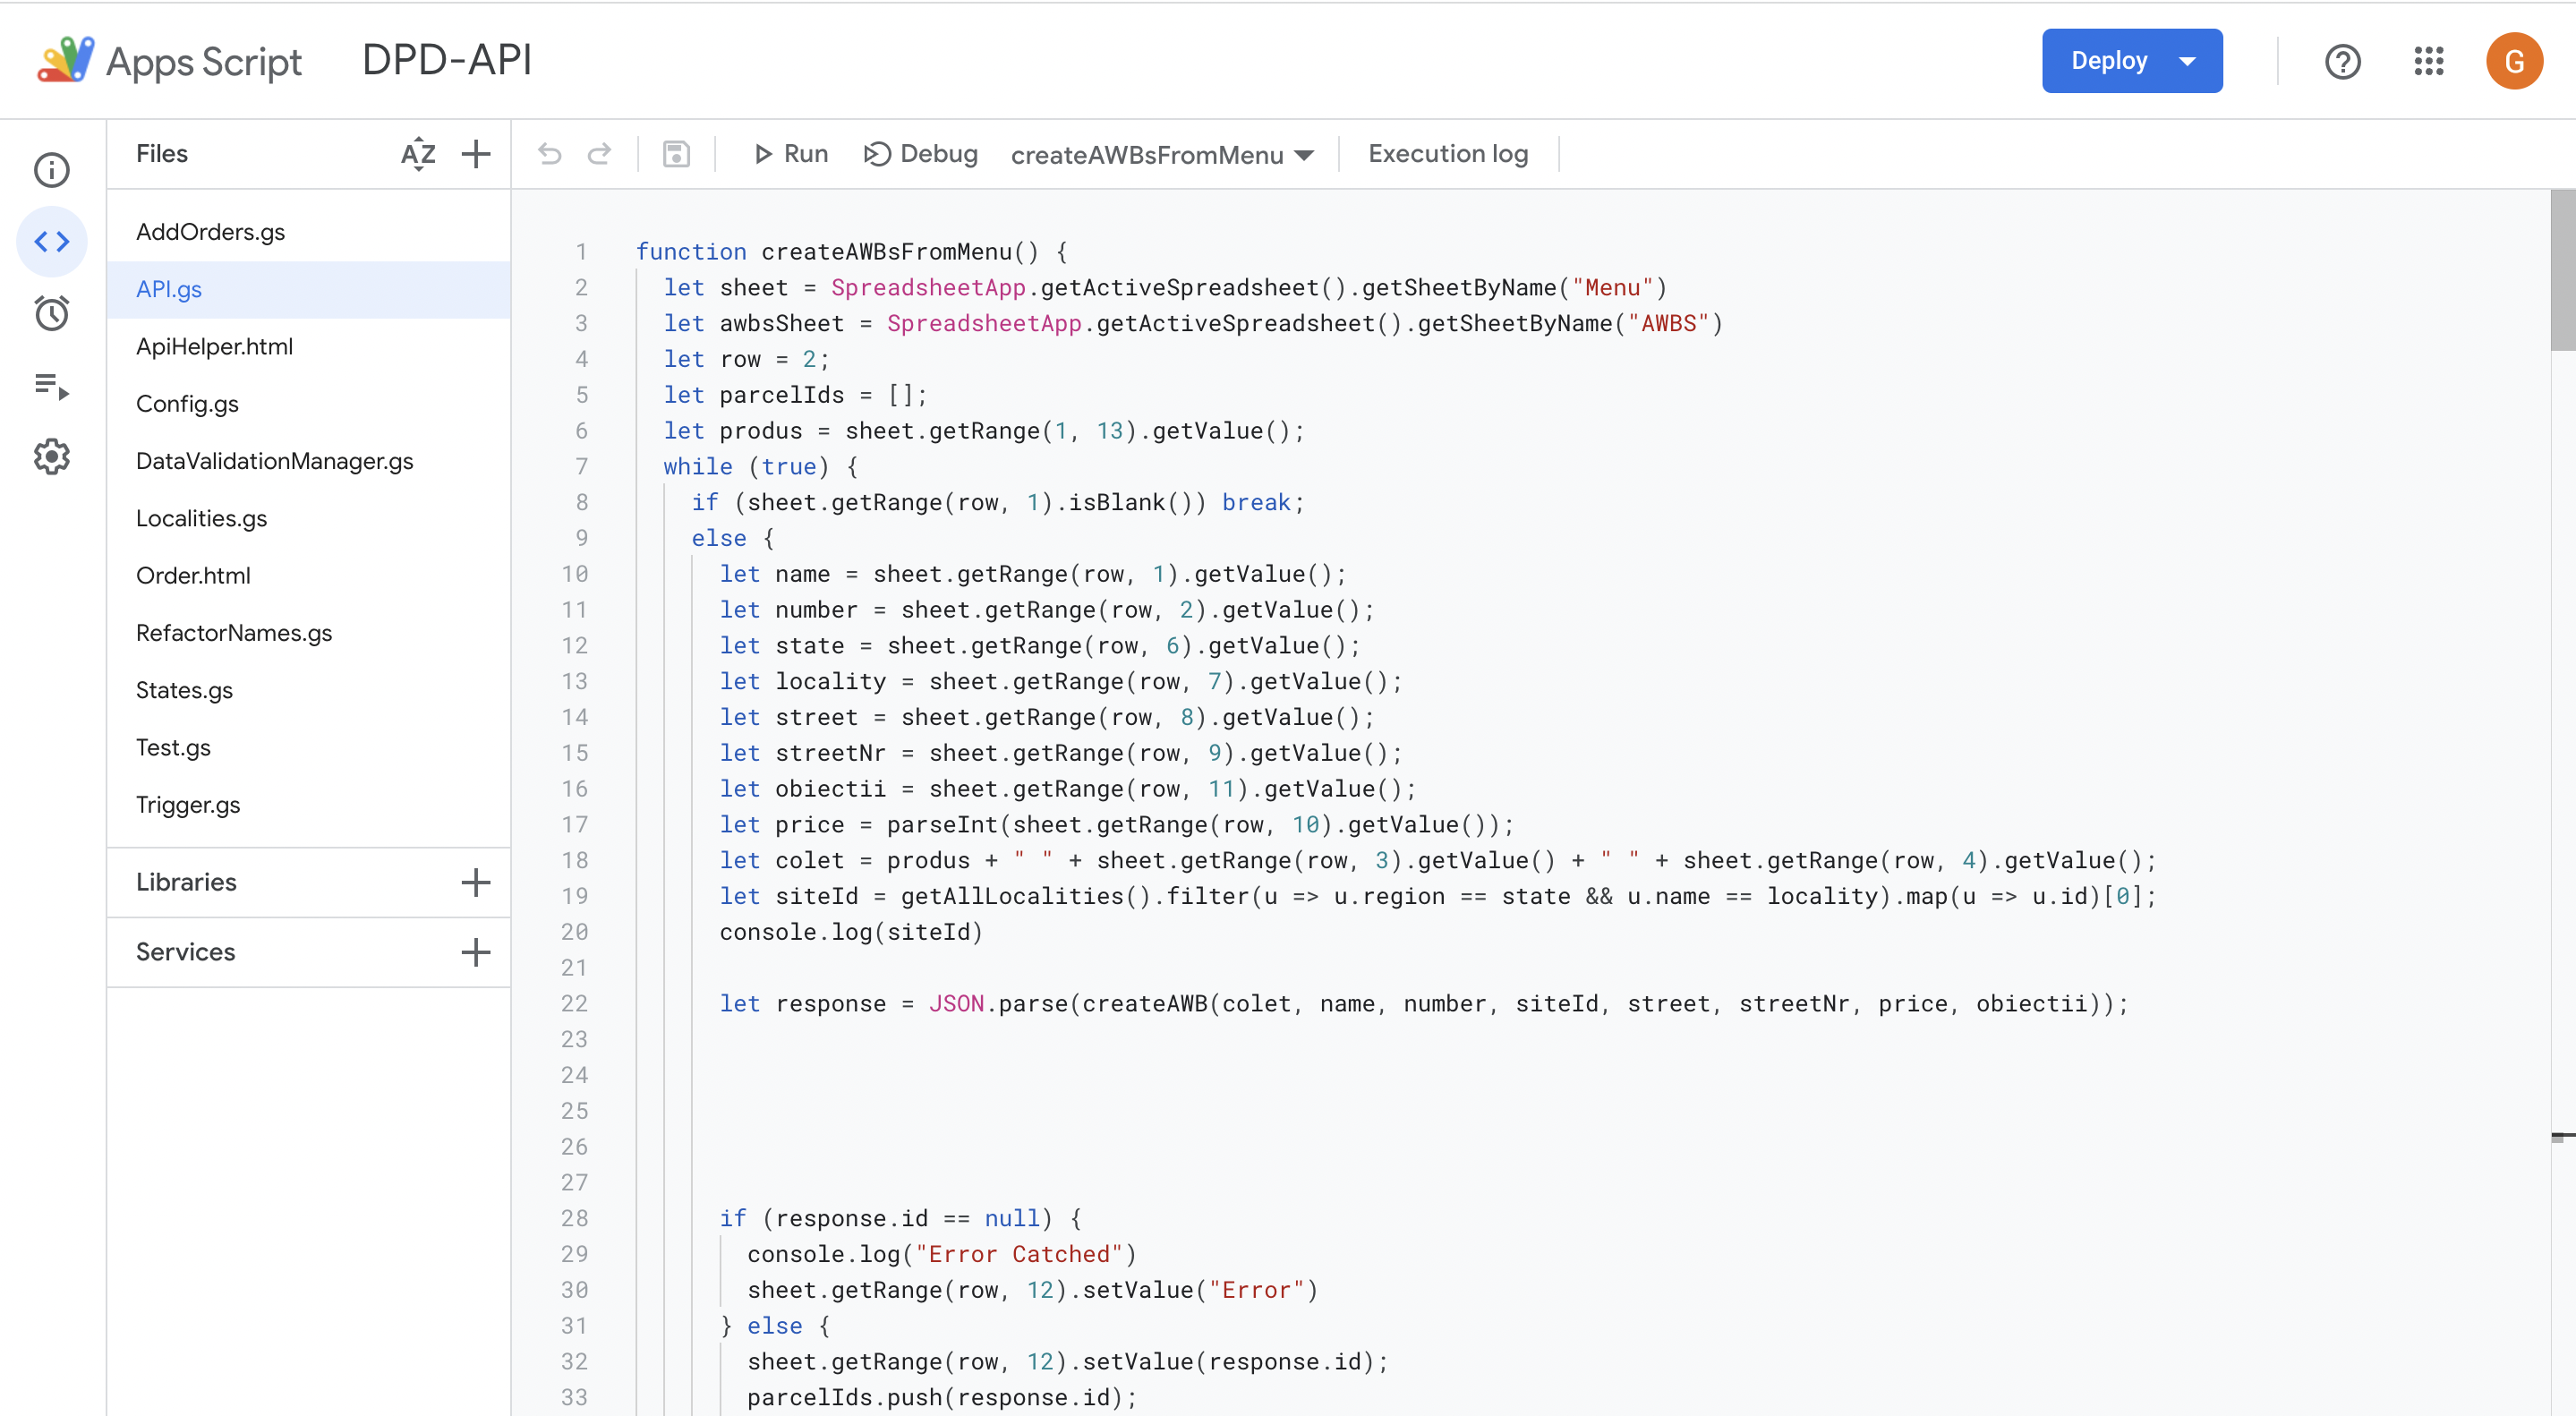 Apps Script DPD-API Deploy G
Files AZ Run Debug createAWBsFromMenu Execution log
AddOrders.gs
API.gs
ApiHelper.html
Config.gs
DataValidationManager.gs
Localities.gs
Order.html
RefactorNames.gs
States.gs
Test.gs
Trigger.gs
Libraries
Services
1 function createAWBsFromMenu() {
2 let sheet = SpreadsheetApp.getActiveSpreadsheet().getSheetByName("Menu")
3 let awbsSheet = SpreadsheetApp.getActiveSpreadsheet().getSheetByName("AWBS")
4 let row = 2;
5 let parcelIds = [];
6 let produs = sheet.getRange(1, 13).getValue();
7 while (true) {
8 if (sheet.getRange(row, 1).isBlank()) break;
9 else {
10 let name = sheet.getRange(row, 1).getValue();
11 let number = sheet.getRange(row, 2).getValue();
12 let state = sheet.getRange(row, 6).getValue();
13 let locality = sheet.getRange(row, 7).getValue();
14 let street = sheet.getRange(row, 8).getValue();
15 let streetNr = sheet.getRange(row, 9).getValue();
16 let obiectii = sheet.getRange(row, 11).getValue();
17 let price = parseInt(sheet.getRange(row, 10).getValue());
18 let colet = produs + " " + sheet.getRange(row, 3).getValue() + " " + sheet.getRange(row, 4).getValue();
19 let siteId = getAllLocalities().filter(u => u.region == state && u.name == locality).map(u => u.id)[0];
20 console.log(siteId)
21
22 let response = JSON.parse(createAWB(colet, name, number, siteId, street, streetNr, price, obiectii));
23
24
25
26
27
28 if (response.id == null) {
29 console.log("Error Catched")
30 sheet.getRange(row, 12).setValue("Error")
31 } else {
32 sheet.getRange(row, 12).setValue(response.id);
33 parcelIds.push(response.id);